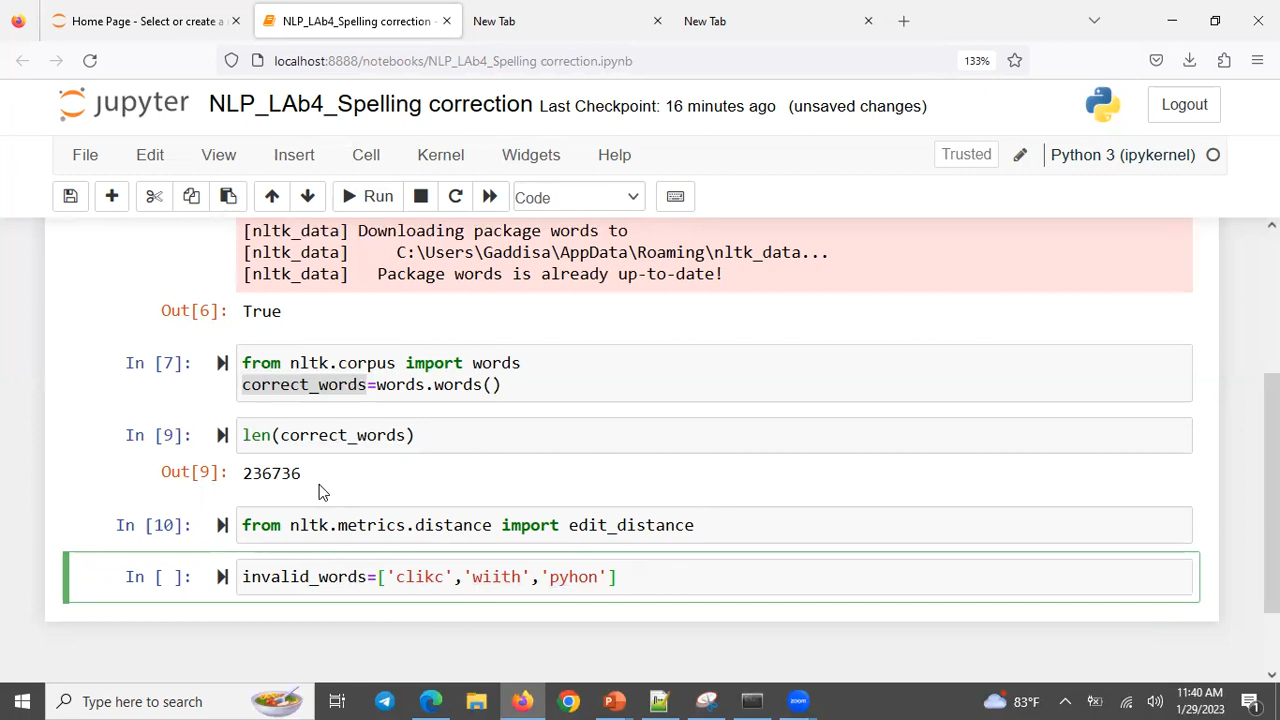 Home Page - Select or create a
NLP_LAb4_Spelling correction -
New Tab
New Tab
localhost:8888/notebooks/NLP_LAb4_Spelling correction.ipynb
133%
jupyter
NLP_LAb4_Spelling correction Last Checkpoint: 16 minutes ago (unsaved changes)
Logout
File Edit View Insert Cell Kernel Widgets Help
Trusted
Python 3 (ipykernel)
Run
Code
[nltk_data] Downloading package words to
[nltk_data]     C:\Users\Gaddisa\AppData\Roaming\nltk_data...
[nltk_data]   Package words is already up-to-date!
Out[6]: True
In [7]: from nltk.corpus import words
correct_words=words.words()
In [9]: len(correct_words)
Out[9]: 236736
In [10]: from nltk.metrics.distance import edit_distance
In [ ]: invalid_words=['clikc','wiith','pyhon']
Type here to search
83°F
11:40 AM
1/29/2023
1